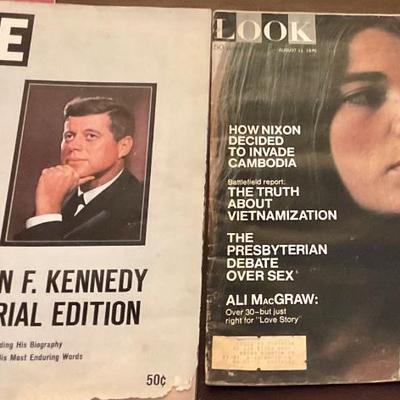 E
N F. KENNEDY
RIAL EDITION
ding His Biography
His Most Enduring Words
50¢
LOOK
AUGUST 11, 1970
HOW NIXON
DECIDED
TO INVADE
CAMBODIA
Battlefield report:
THE TRUTH
ABOUT
VIETNAMIZATION
THE
PRESBYTERIAN
DEBATE
OVER SEX
ALI MACGRAW:
Over 30–but just
right for "Love Story"